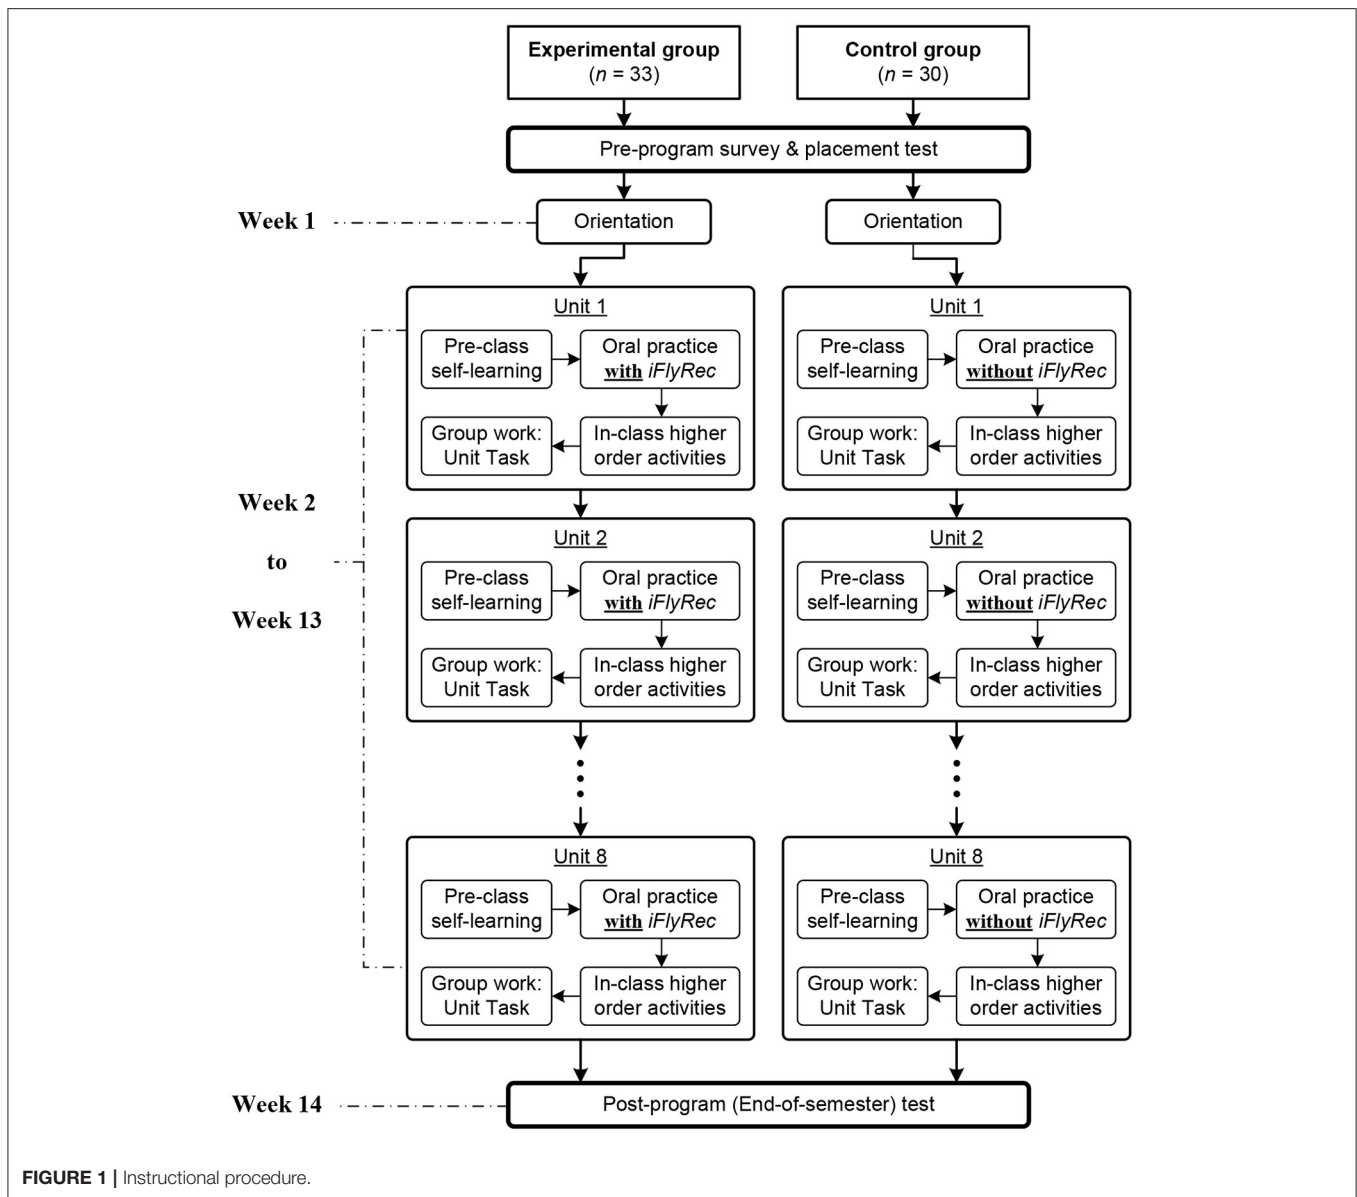 Experimental group
(n = 33)
Control group
(n = 30)
Pre-program survey & placement test
Week 1
Orientation
Orientation
Unit 1
Pre-class
self-learning
Oral practice
with iFlyRec
Group work:
Unit Task
In-class higher
order activities
Unit 1
Pre-class
self-learning
Oral practice
without iFlyRec
Group work:
Unit Task
In-class higher
order activities
Week 2
to
Week 13
Unit 2
Pre-class
self-learning
Oral practice
with iFlyRec
Group work:
Unit Task
In-class higher
order activities
Unit 2
Pre-class
self-learning
Oral practice
without iFlyRec
Group work:
Unit Task
In-class higher
order activities
Unit 8
Pre-class
self-learning
Oral practice
with iFlyRec
Group work:
Unit Task
In-class higher
order activities
Unit 8
Pre-class
self-learning
Oral practice
without iFlyRec
Group work:
Unit Task
In-class higher
order activities
Week 14
Post-program (End-of-semester) test
FIGURE 1 | Instructional procedure.